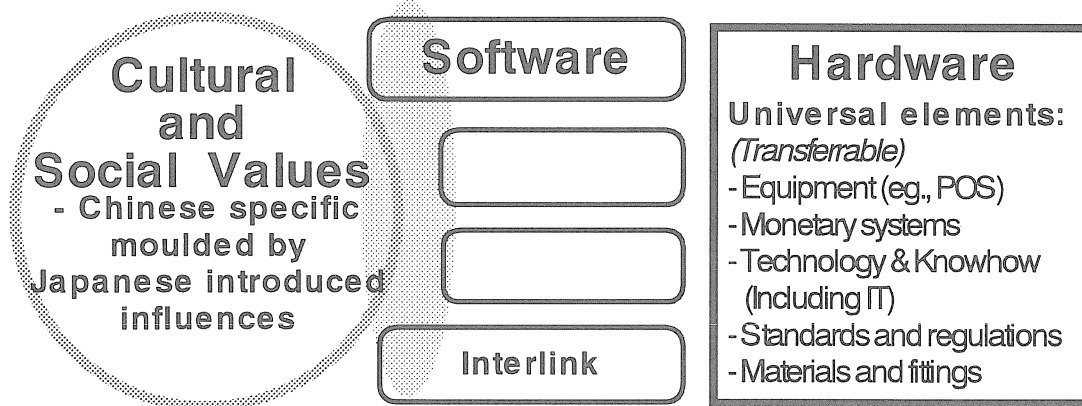 Cultural
and
Social Values
- Chinese specific
moulded by
Japanese introduced
influences
Software
Interlink
Hardware
Universal elements:
(Transferrable)
- Equipment (eg., POS)
- Monetary systems
- Technology & Knowhow
(Including IT)
- Standards and regulations
- Materials and fittings